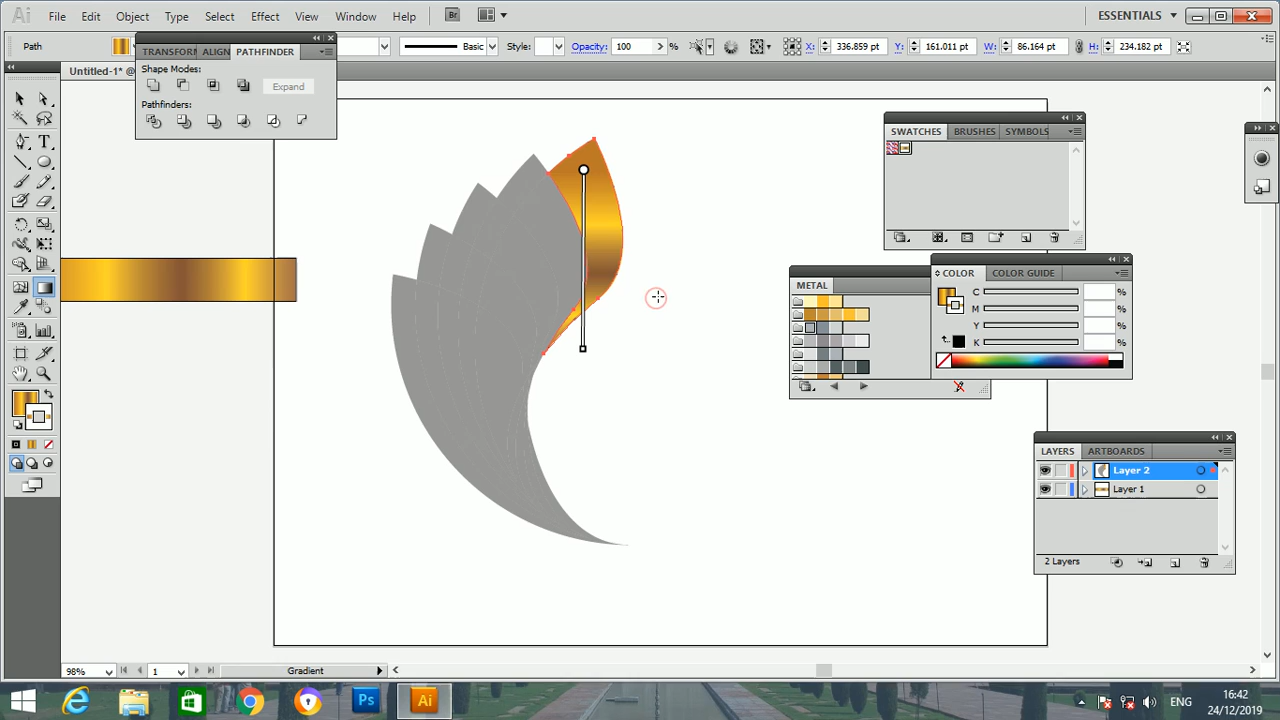 Ai
File Edit Object Type Select Effect View Window Help
Br
ESSENTIALS
Path
Basic
Style:
Opacity:
100
%
X:
336.859 pt
Y:
161.011 pt
W:
86.164 pt
H:
234.182 pt
TRANSFORM ALIGN PATHFINDER
Shape Modes:
Expand
Pathfinders:
Untitled-1* @
SWATCHES BRUSHES SYMBOLS
METAL
COLOR COLOR GUIDE
C %
M %
Y %
K %
LAYERS ARTBOARDS
Layer 2
Layer 1
2 Layers
98%
1
Gradient
Ps
Ai
ENG
16:42
24/12/2019